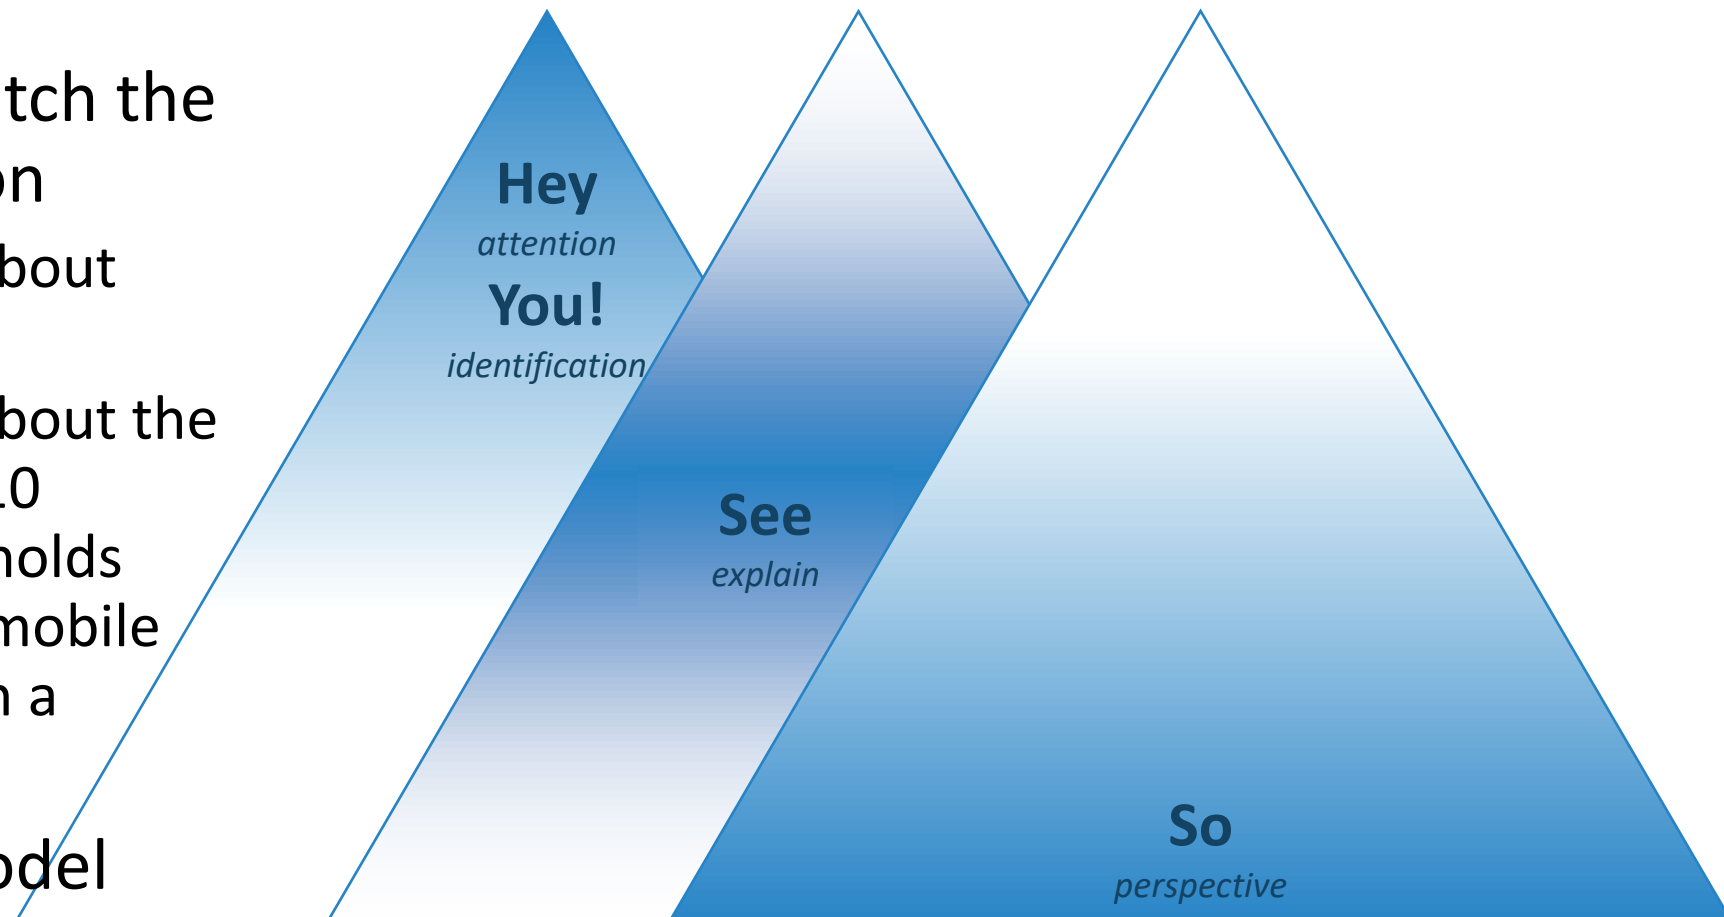 tch the
on
bout
bout the
10
holds
mobile
n a
odel
Hey
attention
You!
identification
See
explain
So
perspective